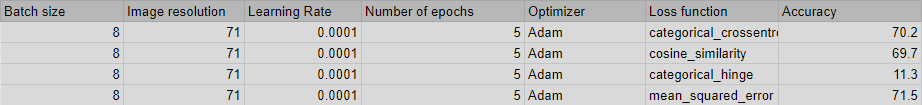 Batch size Image resolution Learning Rate Number of epochs Optimizer Loss function Accuracy
8 71 0.0001 5 Adam categorical_crossentr 70.2
8 71 0.0001 5 Adam cosine_similarity 69.7
8 71 0.0001 5 Adam categorical_hinge 11.3
8 71 0.0001 5 Adam mean_squared_error 71.5